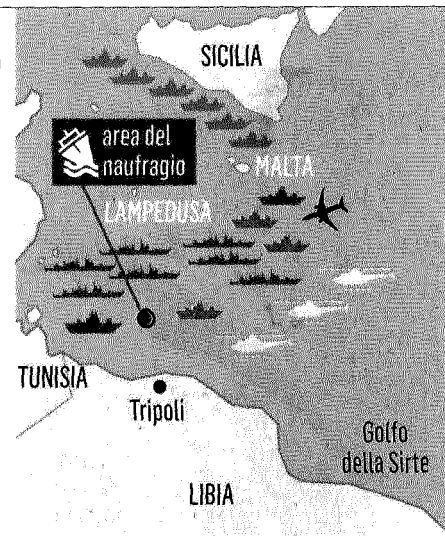 SICILIA
area del
naufragio
MALTA
LAMPEDUSA
TUNISIA
Tripoli
Golfo
della Sirte
LIBIA